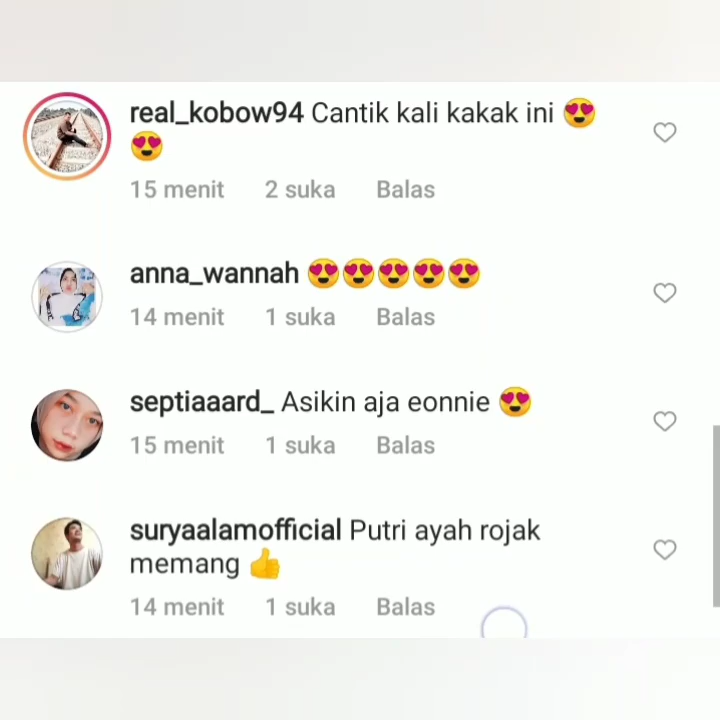 real_kobow94 Cantik kali kakak ini 😍
😍
15 menit 2 suka Balas
anna_wannah 😍😍😍😍😍
14 menit 1 suka Balas
septiaaard_ Asikin aja eonnie 😍
15 menit 1 suka Balas
suryaalamofficial Putri ayah rojak
memang 👍
14 menit 1 suka Balas